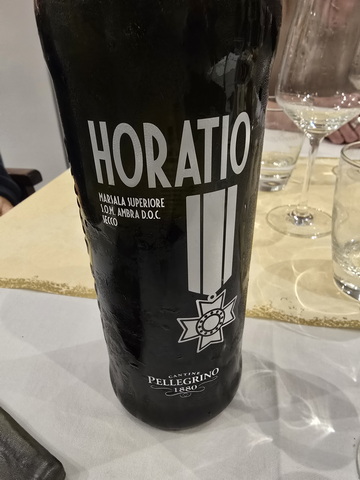 HORATIO
MARSALA SUPERIORE
S.O.M. AMBRA D.O.C.
SECCO
CANTINE
PELLEGRINO
1880